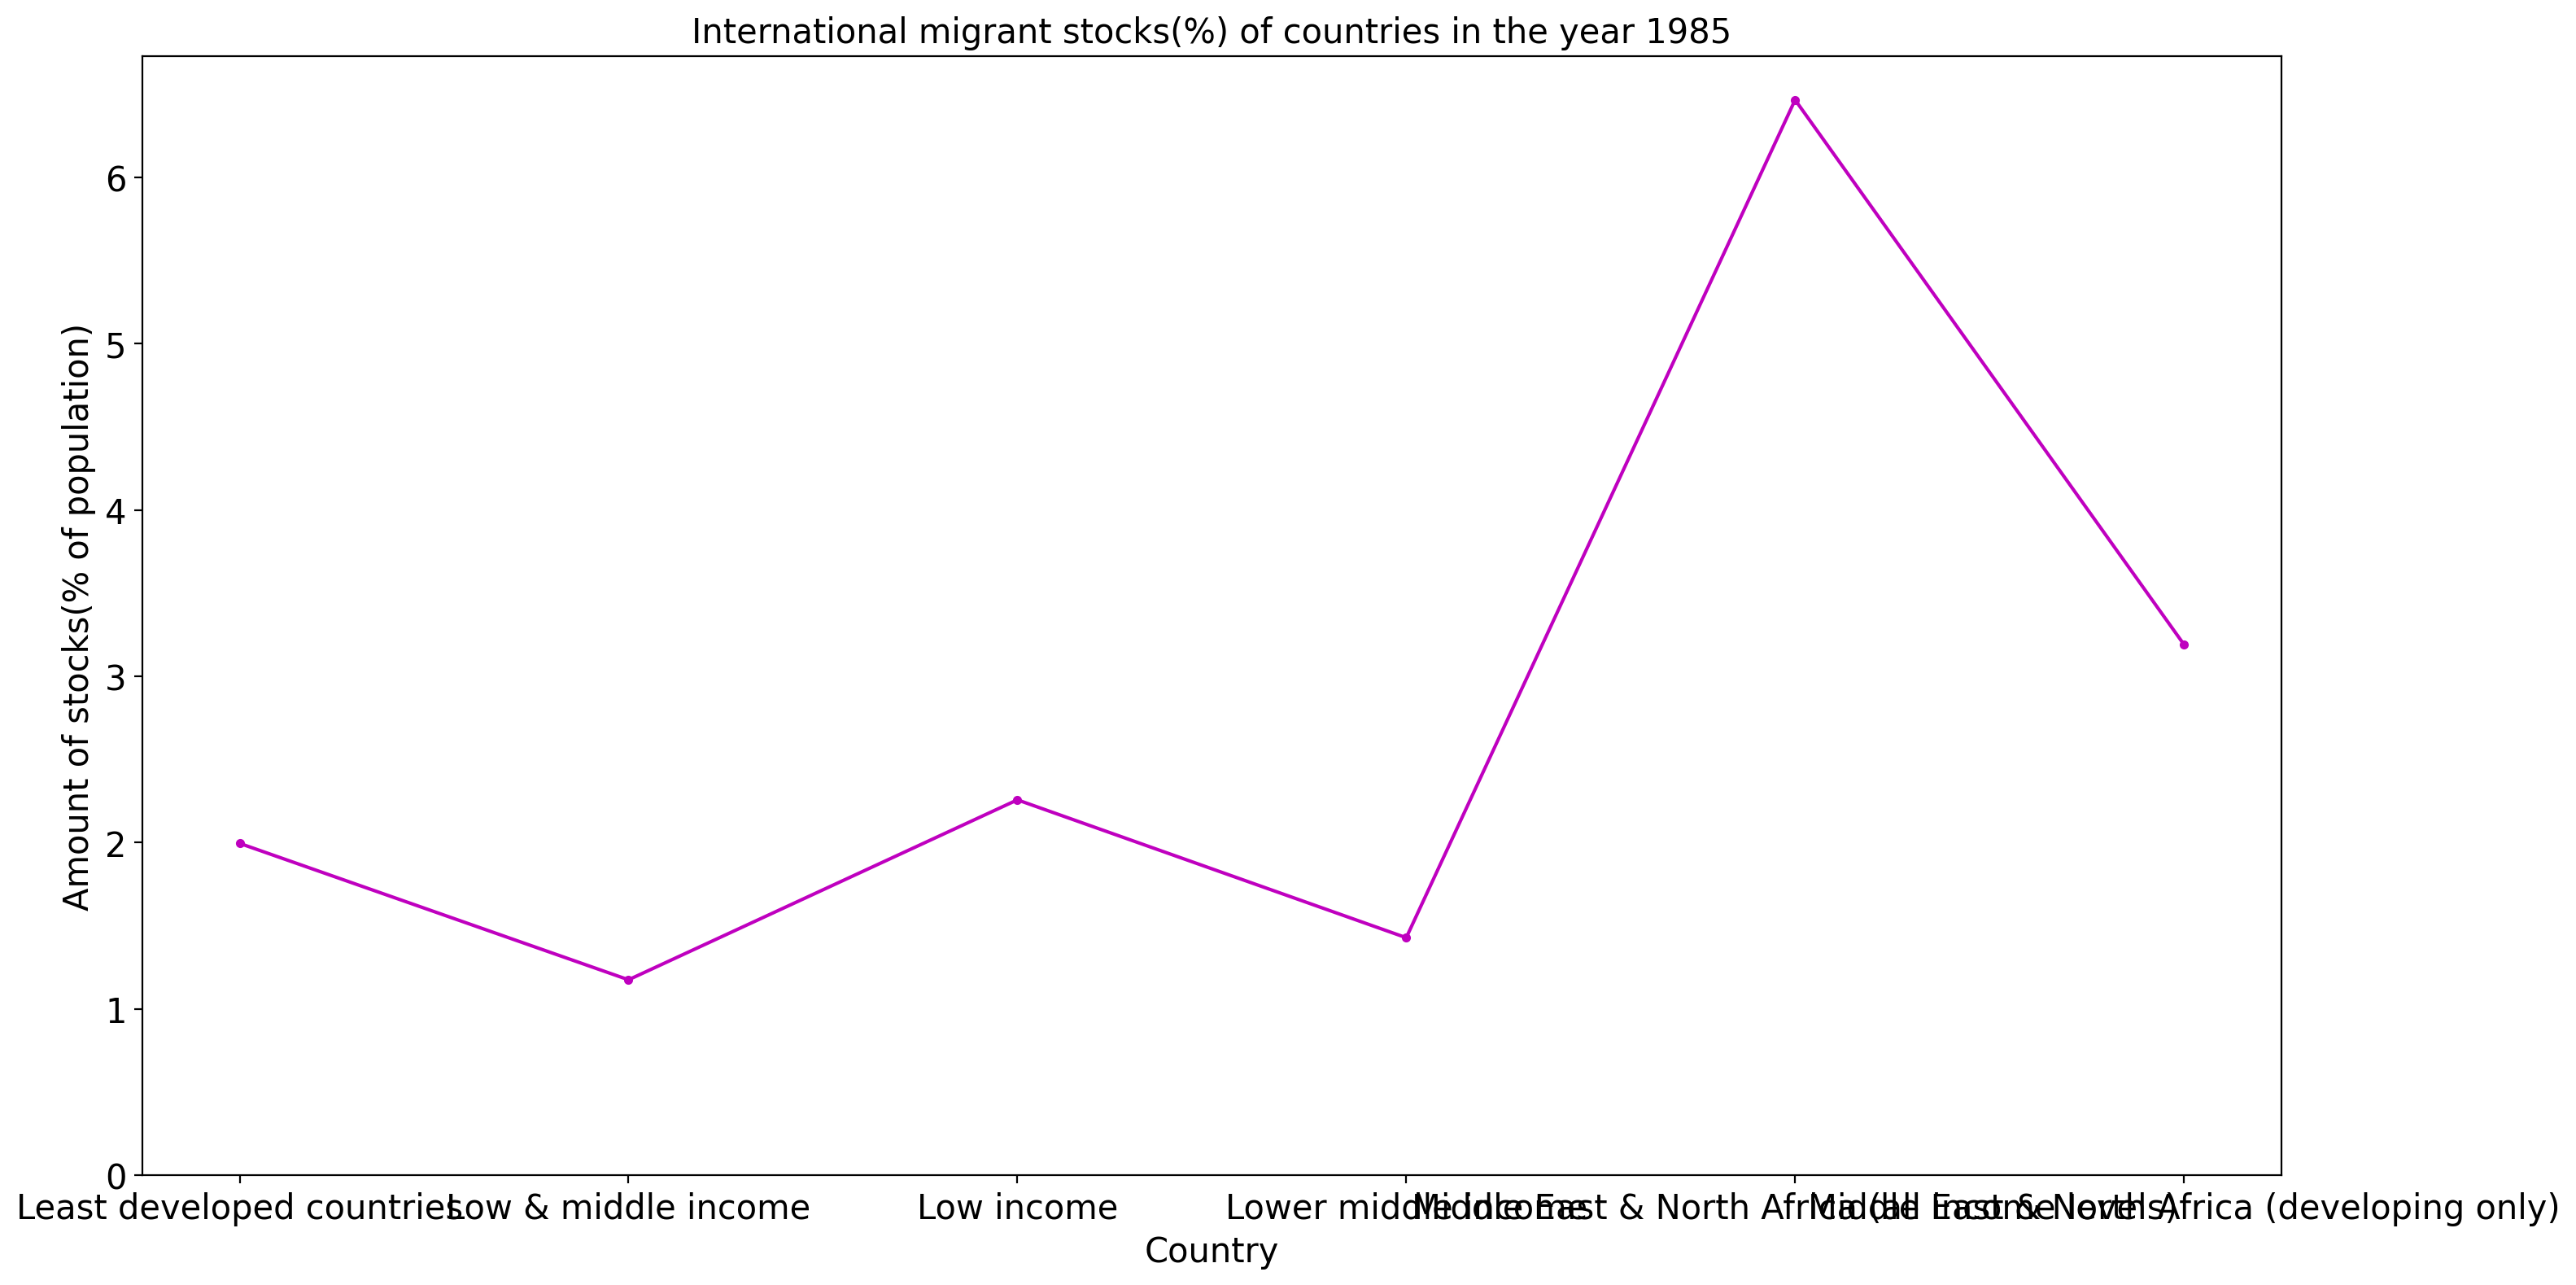 International migrant stocks(%) of countries in the year 1985
Amount of stocks(% of population)
6
5
4
3
2
1
0
Least developed countries
Low & middle income
Low income
Lower middle income
Middle East & North Africa (all income levels)
Middle East & North Africa (developing only)
Country